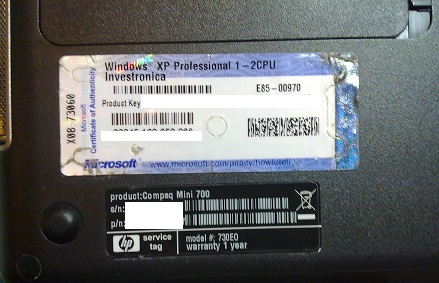 Windows® XP Professional 1-2CPU
Investronica
E85-00970
Product Key
X08-73060
Certificate of Authenticity
Microsoft
Microsoft
www.microsoft.com/piracy/howtotell
product:Compaq Mini 700
s/n:
p/n:
hp
service
tag
model #: 730EO
warranty 1 year